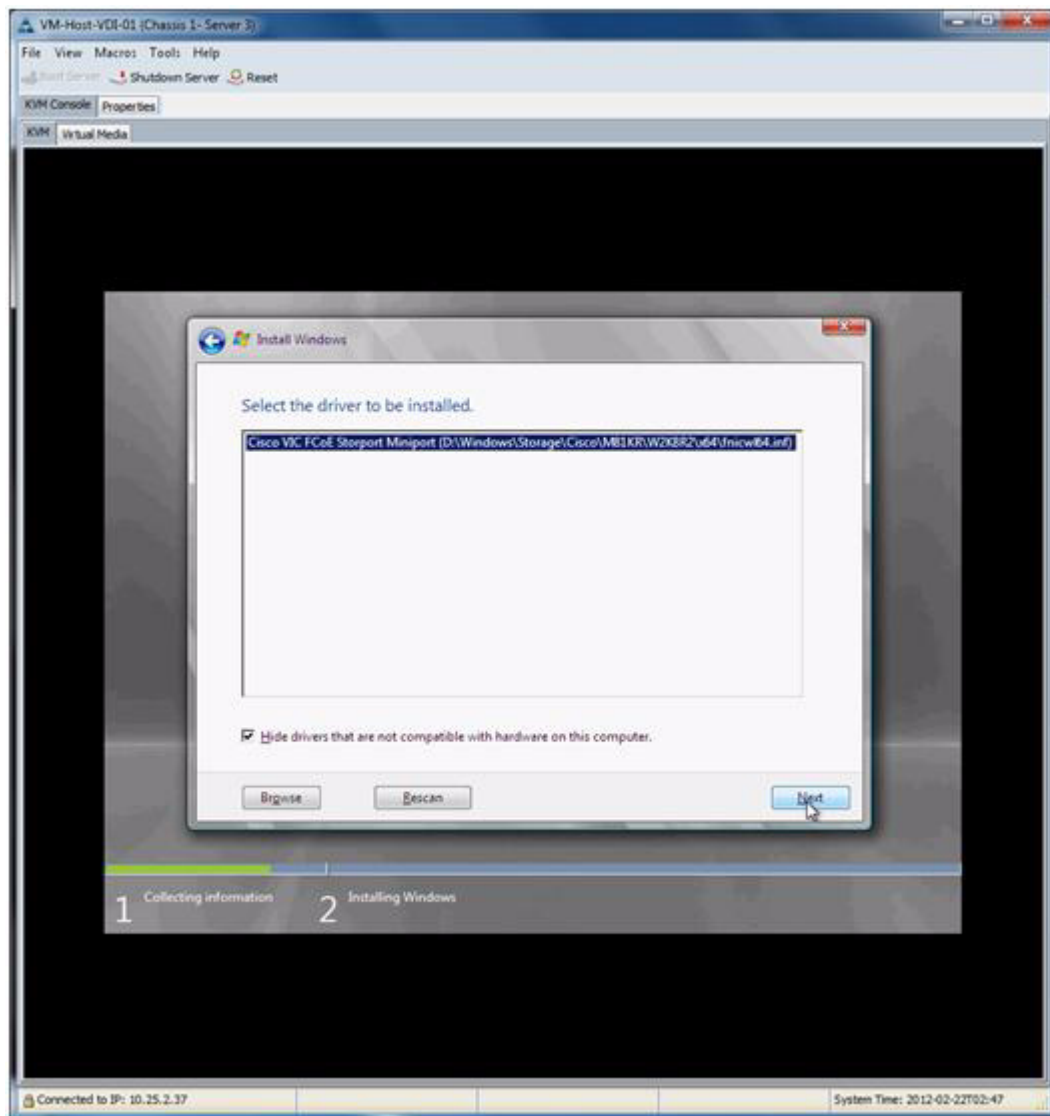 VM-Host-VDI-01 (Chassis 1- Server 3)
File View Macros Tools Help
Boot Server Shutdown Server Reset
KVM Console Properties
KVM Virtual Media
Install Windows
Select the driver to be installed.
Cisco VIC FCoE Storport Miniport (D:\Windows\Storage\Cisco\M81KR\W2K8R2\x64\fnicwl64.inf)
Hide drivers that are not compatible with hardware on this computer.
Browse Rescan Next
1 Collecting information 2 Installing Windows
Connected to IP: 10.25.2.37 System Time: 2012-02-22T02:47